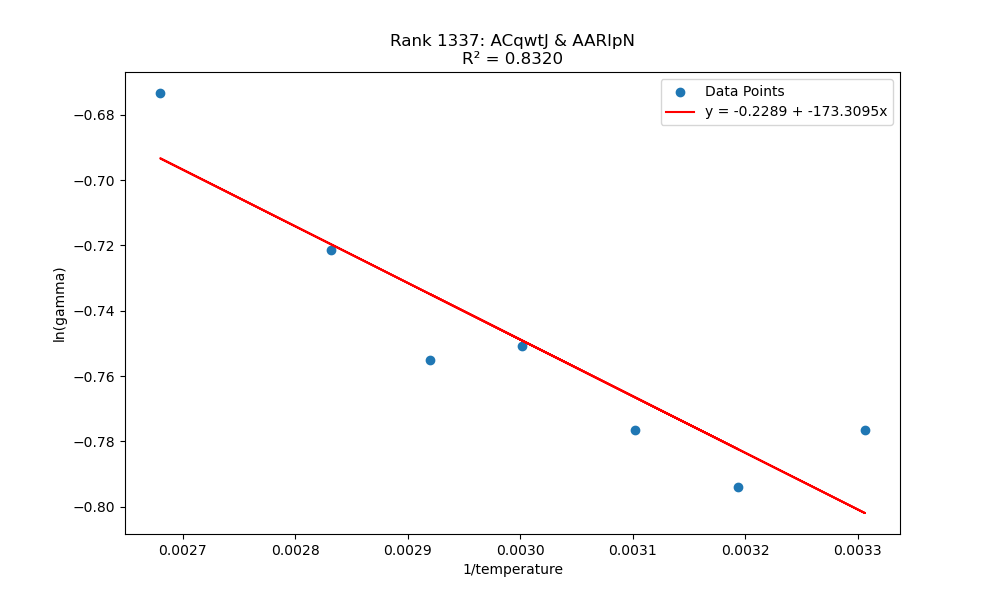 Rank 1337: ACqwtJ & AARlpN
R² = 0.8320
Data Points
y = -0.2289 + -173.3095x
ln(gamma)
−0.68
−0.70
−0.72
−0.74
−0.76
−0.78
−0.80
0.0027
0.0028
0.0029
0.0030
0.0031
0.0032
0.0033
1/temperature